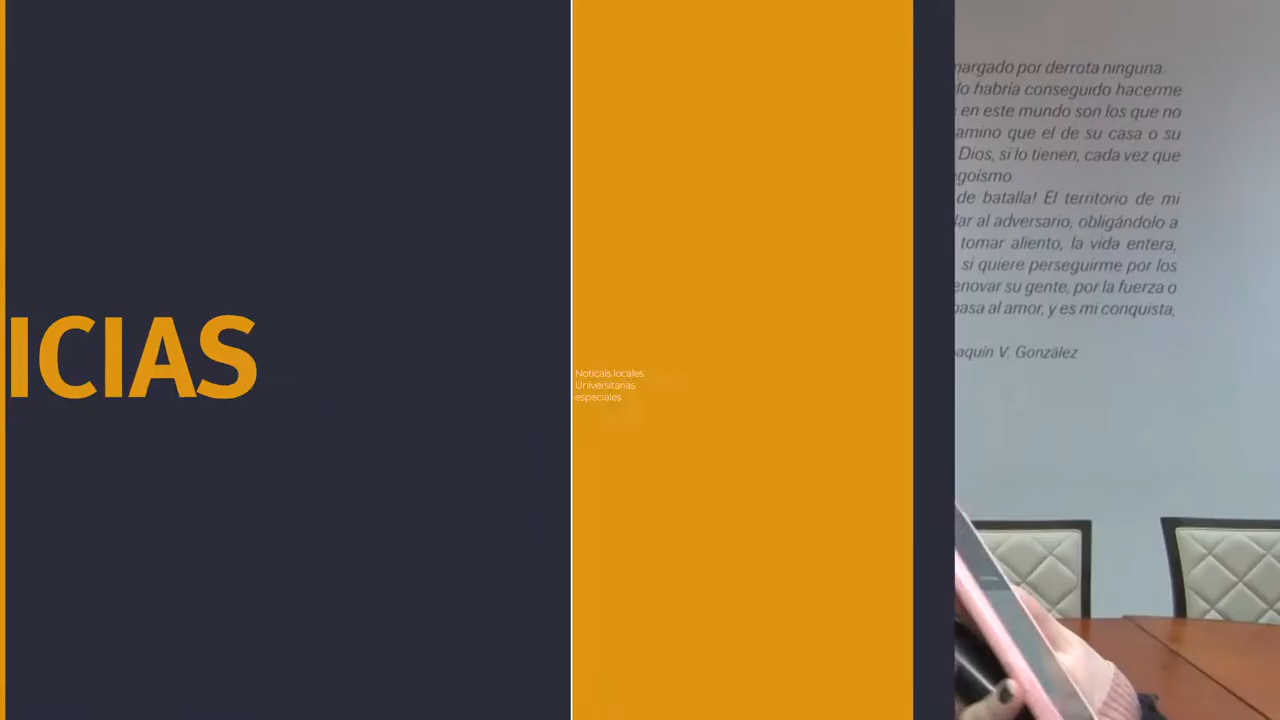 ICIAS
Noticais locales
Universitarias
especiales
margado por derrota ninguna.
lo habría conseguido hacerme
en este mundo son los que no
amino que el de su casa o su
Dios, si lo tienen, cada vez que
egoísmo.
de batalla! El territorio de mi
lar al adversario, obligándolo a
tomar aliento, la vida entera,
si quiere perseguirme por los
enovar su gente, por la fuerza o
pasa al amor, y es mi conquista,
aquín V. González